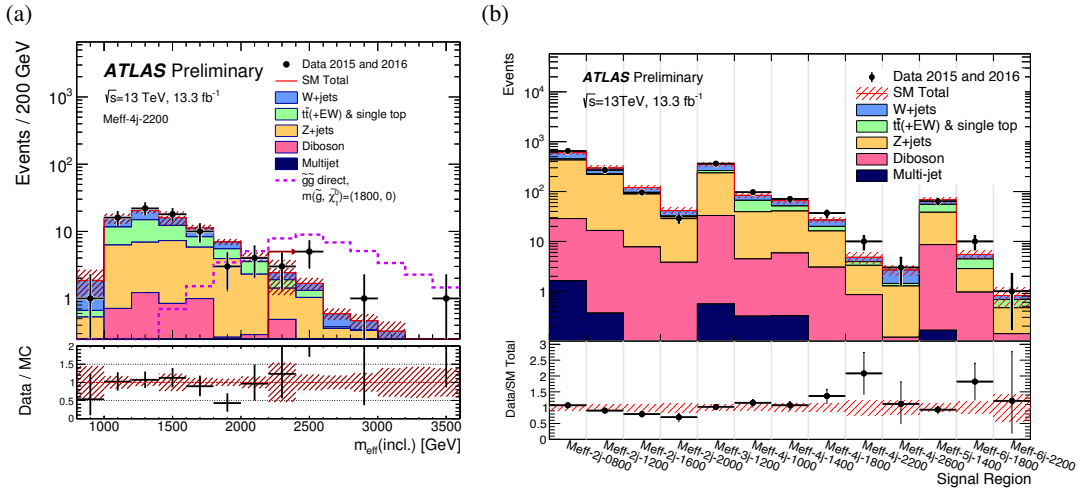 (a)
ATLAS Preliminary
√s=13 TeV, 13.3 fb⁻¹
Meff-4j-2200
Data 2015 and 2016
SM Total
W+jets
tt̄(+EW) & single top
Z+jets
Diboson
Multijet
g̃g̃ direct,
m(g̃, χ̃₁⁰)=(1800, 0)
Events / 200 GeV
10³
10²
10
1
Data / MC
2
1.5
1
0.5
0
1000 1500 2000 2500 3000 3500
m_eff(incl.) [GeV]
(b)
ATLAS Preliminary
√s=13TeV, 13.3 fb⁻¹
Data 2015 and 2016
SM Total
W+jets
tt̄(+EW) & single top
Z+jets
Diboson
Multi-jet
Events
10⁴
10³
10²
10
1
Data/SM Total
3
2.5
2
1.5
1
0.5
0
Meff-2j-0800
Meff-2j-1200
Meff-2j-1600
Meff-2j-2000
Meff-3j-1200
Meff-4j-1000
Meff-4j-1400
Meff-4j-1800
Meff-4j-2200
Meff-4j-2600
Meff-5j-1400
Meff-6j-1800
Meff-6j-2200
Signal Region